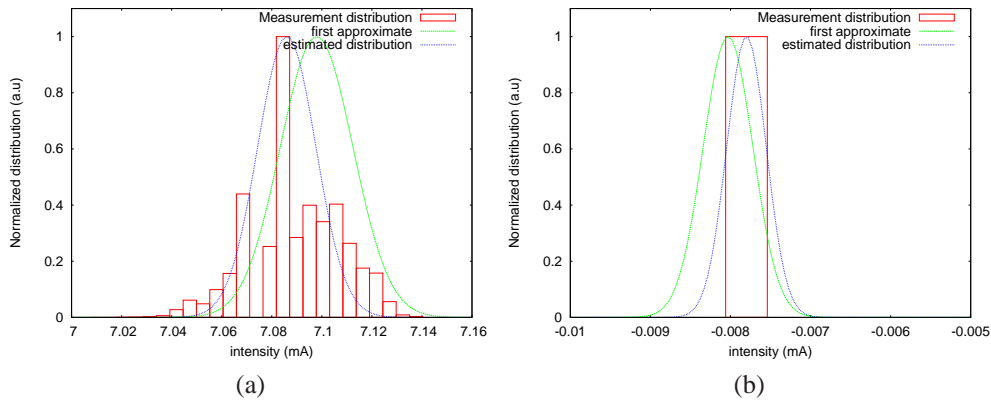 Measurement distribution
first approximate
estimated distribution
Normalized distribution (a.u)
1
0.8
0.6
0.4
0.2
0
7 7.02 7.04 7.06 7.08 7.1 7.12 7.14 7.16
intensity (mA)
(a)
Measurement distribution
first approximate
estimated distribution
Normalized distribution (a.u)
1
0.8
0.6
0.4
0.2
0
-0.01 -0.009 -0.008 -0.007 -0.006 -0.005
intensity (mA)
(b)